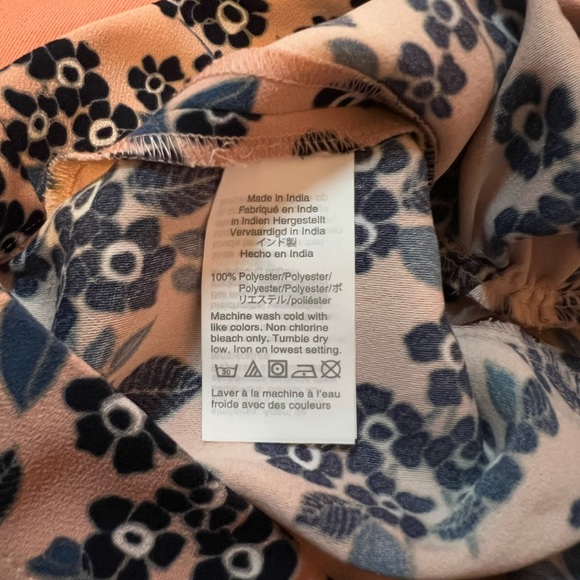 Made in India
Fabriqué en Inde
in Indien Hergestellt
Vervaardigd in India
インド製
Hecho en India
100% Polyester/Polyester/
Polyester/Polyester/ポ
リエステル/poliéster
Machine wash cold with
like colors. Non chlorine
bleach only. Tumble dry
low. Iron on lowest setting.
30
Laver à la machine à l'eau
froide avec des couleurs